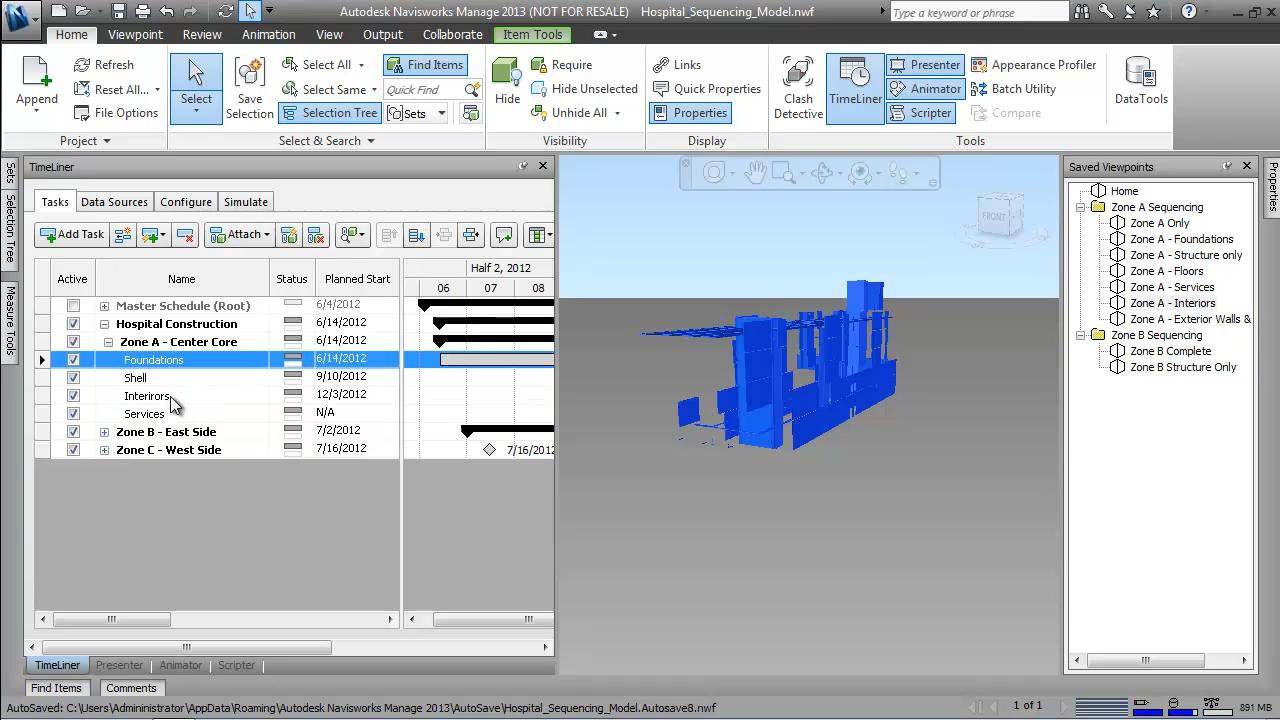 Autodesk Navisworks Manage 2013 (NOT FOR RESALE) Hospital_Sequencing_Model.nwf
Type a keyword or phrase
Home Viewpoint Review Animation View Output Collaborate Item Tools
Append
Refresh
Reset All...
File Options
Select
Save Selection
Select All
Select Same
Selection Tree
Find Items
Quick Find
Sets
Hide
Require
Hide Unselected
Unhide All
Links
Quick Properties
Properties
Clash Detective
TimeLiner
Presenter
Animator
Scripter
Appearance Profiler
Batch Utility
Compare
DataTools
Project Select & Search Visibility Display Tools
Sets
Selection Tree
Measure Tools
TimeLiner
Tasks Data Sources Configure Simulate
Add Task Attach
Active Name Status Planned Start
Half 2, 2012
06 07 08
Master Schedule (Root) 6/4/2012
Hospital Construction 6/14/2012
Zone A - Center Core 6/14/2012
Foundations 6/14/2012
Shell 9/10/2012
Interirors 12/3/2012
Services N/A
Zone B - East Side 7/2/2012
Zone C - West Side 7/16/2012 7/16/2012
FRONT
Saved Viewpoints
Home
Zone A Sequencing
Zone A Only
Zone A - Foundations
Zone A - Structure only
Zone A - Floors
Zone A - Services
Zone A - Interiors
Zone A - Exterior Walls &
Zone B Sequencing
Zone B Complete
Zone B Structure Only
Properties
TimeLiner Presenter Animator Scripter
Find Items Comments
AutoSaved: C:\Users\Administrator\AppData\Roaming\Autodesk Navisworks Manage 2013\AutoSave\Hospital_Sequencing_Model.Autosave8.nwf
1 of 1
891 MB